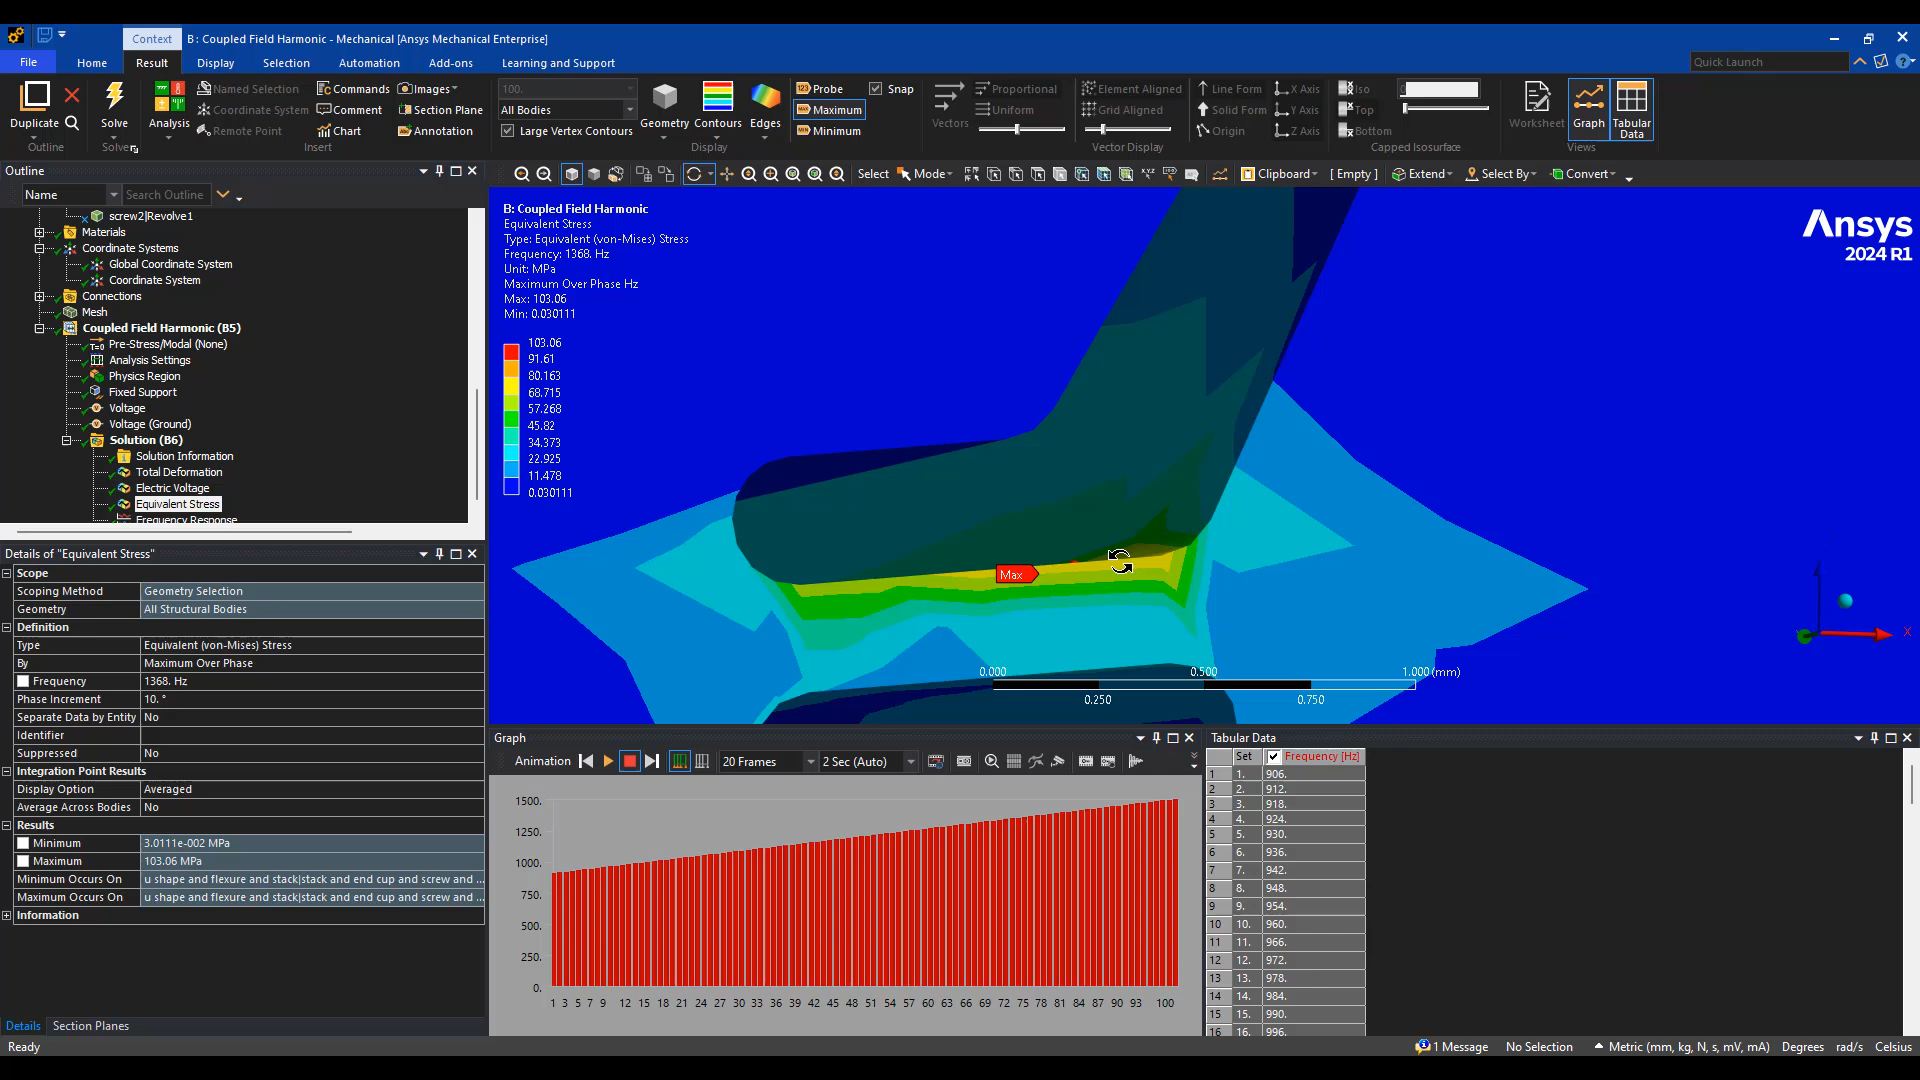 Context
B : Coupled Field Harmonic - Mechanical [Ansys Mechanical Enterprise]
File
Home
Result
Display
Selection
Automation
Add-ons
Learning and Support
Quick Launch
Duplicate
Outline
Solve
Solve
Analysis
Named Selection
Coordinate System
Remote Point
Commands
Comment
Chart
Images
Section Plane
Annotation
Insert
100.
All Bodies
Large Vertex Contours
Geometry
Contours
Edges
Display
Probe
Maximum
Minimum
Snap
Vectors
Proportional
Uniform
Element Aligned
Grid Aligned
Line Form
Solid Form
Origin
X Axis
Y Axis
Z Axis
Vector Display
Iso
Top
Bottom
0
Capped Isosurface
Worksheet
Graph
Tabular Data
Views
Outline
Name
Search Outline
Select
Mode
Clipboard
[ Empty ]
Extend
Select By
Convert
screw2|Revolve1
Materials
Coordinate Systems
Global Coordinate System
Coordinate System
Connections
Mesh
Coupled Field Harmonic (B5)
Pre-Stress/Modal (None)
Analysis Settings
Physics Region
Fixed Support
Voltage
Voltage (Ground)
Solution (B6)
Solution Information
Total Deformation
Electric Voltage
Equivalent Stress
Frequency Response
B: Coupled Field Harmonic
Equivalent Stress
Type: Equivalent (von-Mises) Stress
Frequency: 1368. Hz
Unit: MPa
Maximum Over Phase Hz
Max: 103.06
Min: 0.030111
103.06
91.61
80.163
68.715
57.268
45.82
34.373
22.925
11.478
0.030111
Ansys
2024 R1
Max
0.000
0.500
1.000 (mm)
0.250
0.750
X
Details of "Equivalent Stress"
Scope
Scoping Method Geometry Selection
Geometry All Structural Bodies
Definition
Type Equivalent (von-Mises) Stress
By Maximum Over Phase
Frequency 1368. Hz
Phase Increment 10. °
Separate Data by Entity No
Identifier
Suppressed No
Integration Point Results
Display Option Averaged
Average Across Bodies No
Results
Minimum 3.0111e-002 MPa
Maximum 103.06 MPa
Minimum Occurs On u shape and flexure and stack|stack and end cup and screw and ...
Maximum Occurs On u shape and flexure and stack|stack and end cup and screw and ...
Information
Details
Section Planes
Graph
Animation
20 Frames
2 Sec (Auto)
1500.
1250.
1000.
750.
500.
250.
0.
1 3 5 7 9 12 15 18 21 24 27 30 33 36 39 42 45 48 51 54 57 60 63 66 69 72 75 78 81 84 87 90 93 100
Tabular Data
Set Frequency [Hz]
1 1. 906.
2 2. 912.
3 3. 918.
4 4. 924.
5 5. 930.
6 6. 936.
7 7. 942.
8 8. 948.
9 9. 954.
10 10. 960.
11 11. 966.
12 12. 972.
13 13. 978.
14 14. 984.
15 15. 990.
16 16. 996.
Ready
1 Message
No Selection
Metric (mm, kg, N, s, mV, mA)
Degrees
rad/s
Celsius